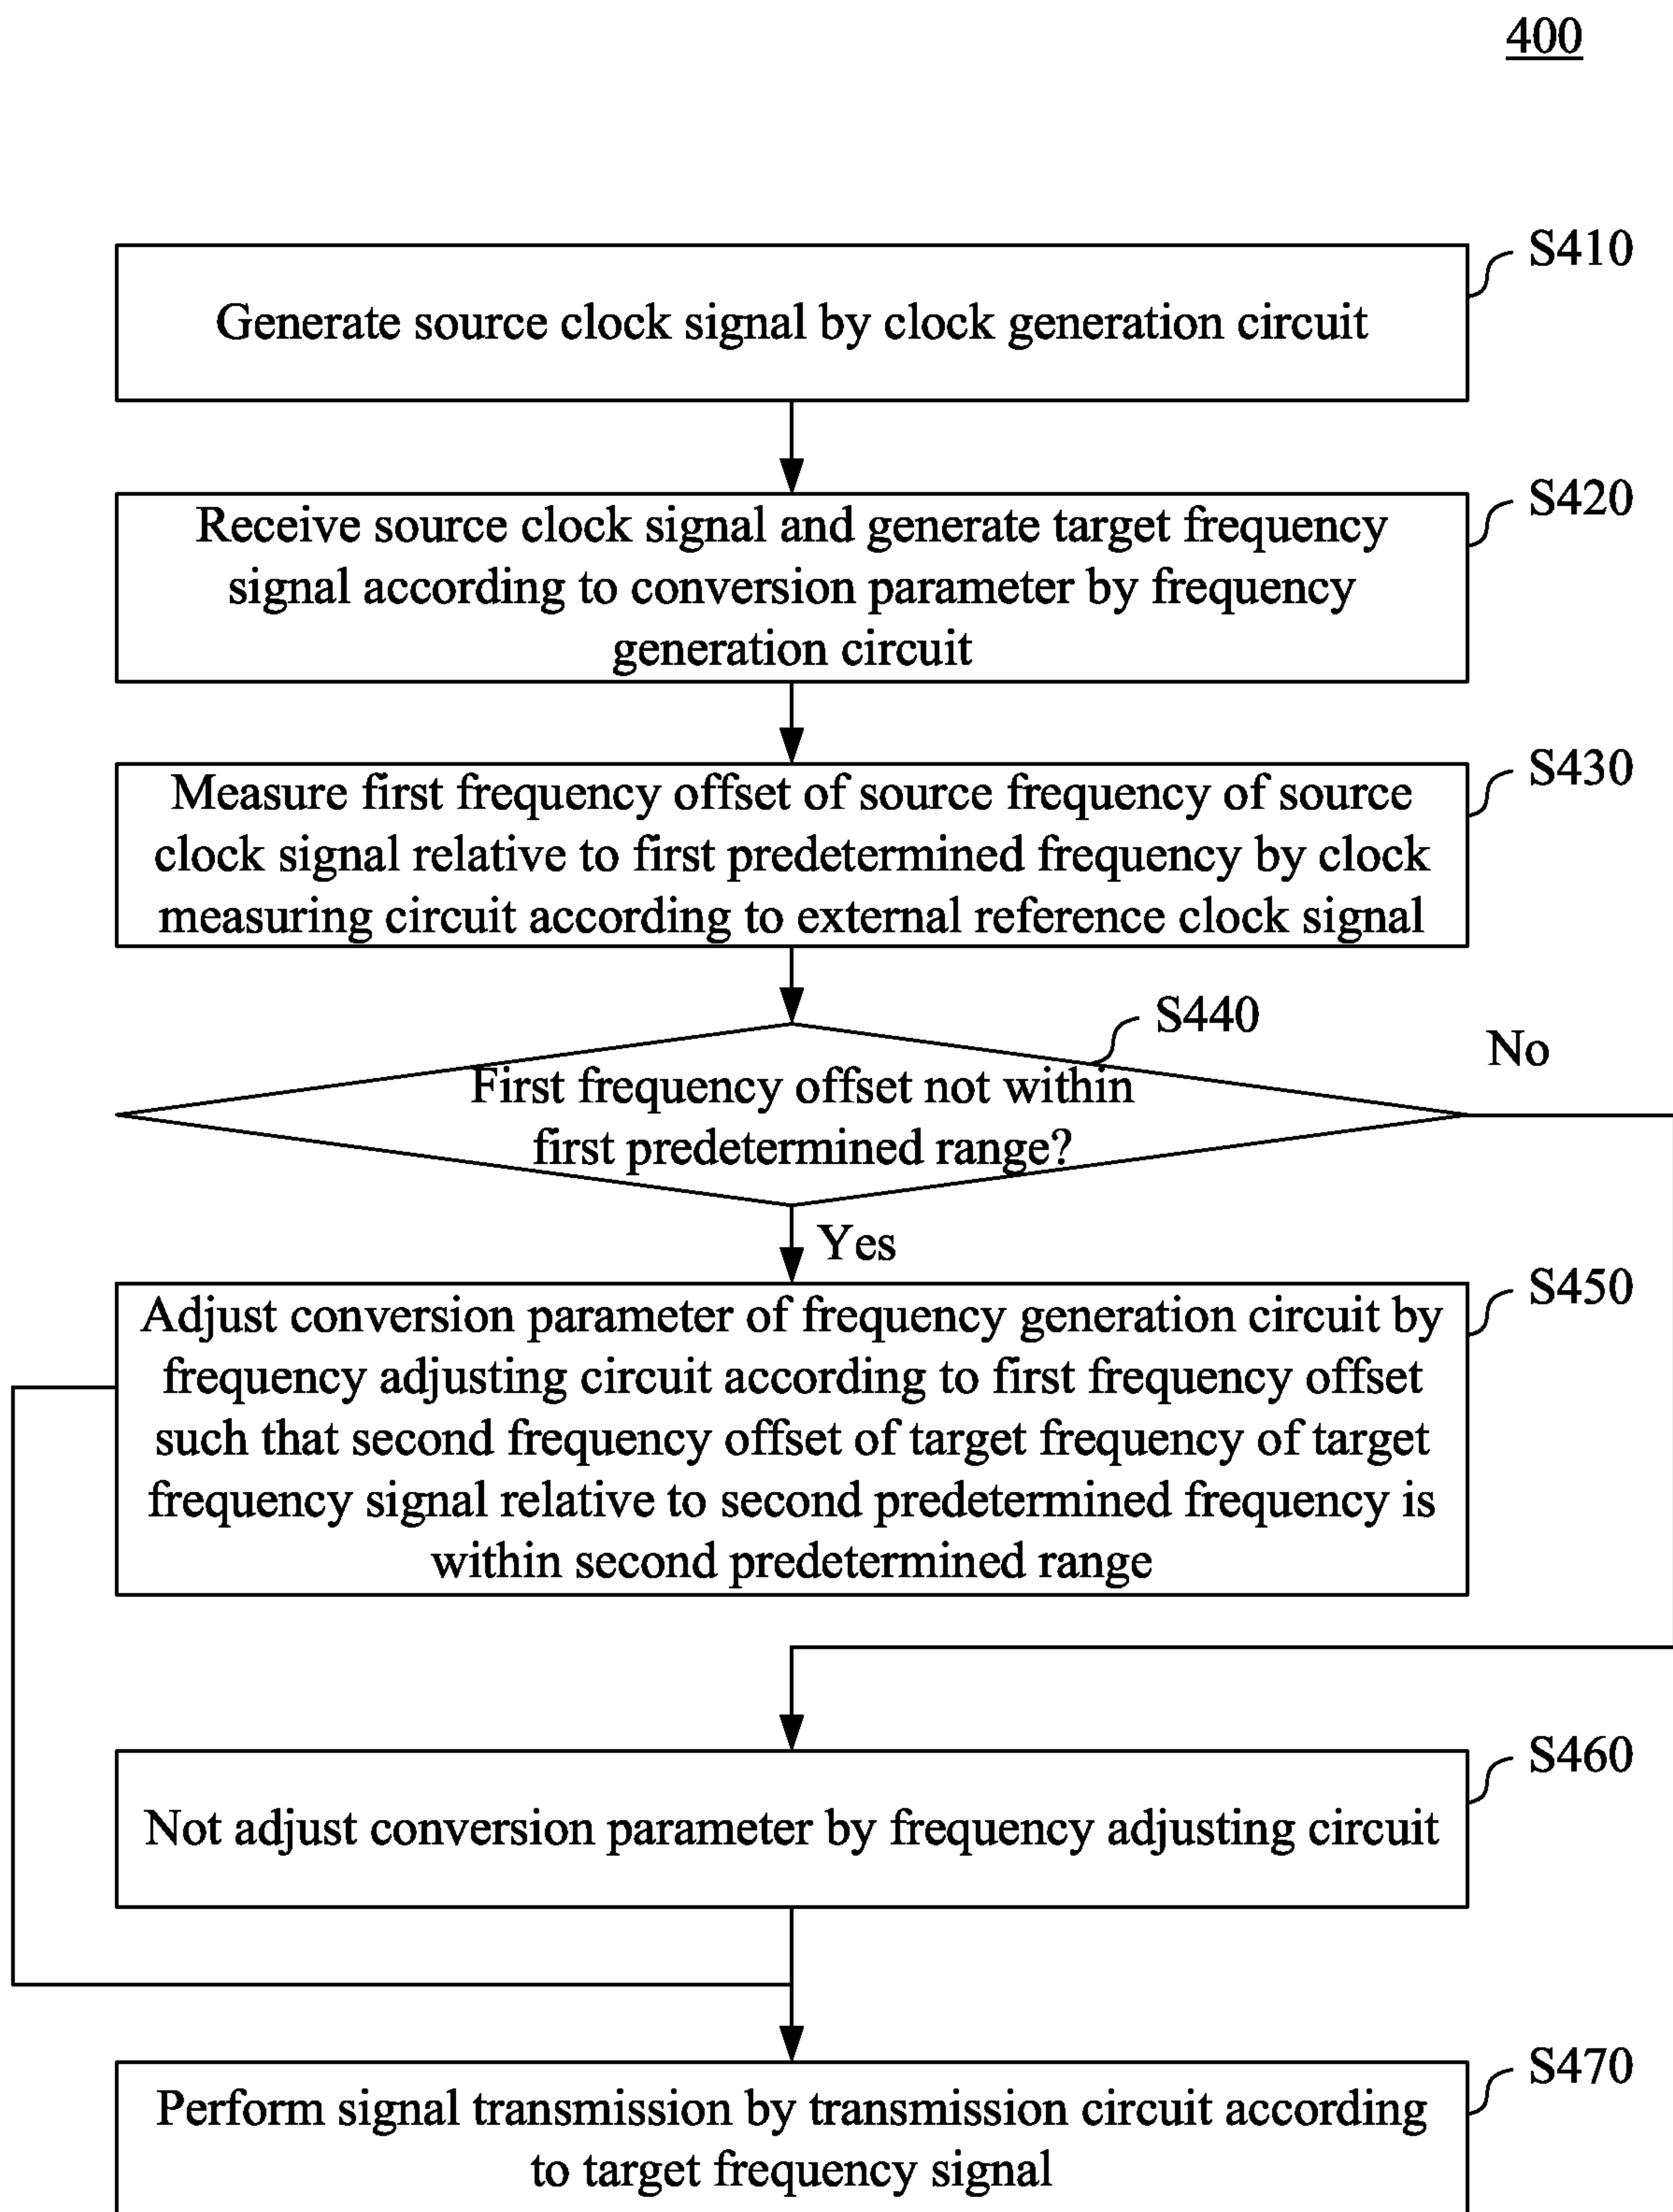 400
S410
Generate source clock signal by clock generation circuit
S420
Receive source clock signal and generate target frequency
signal according to conversion parameter by frequency
generation circuit
S430
Measure first frequency offset of source frequency of source
clock signal relative to first predetermined frequency by clock
measuring circuit according to external reference clock signal
S440
No
First frequency offset not within
first predetermined range?
Yes
S450
Adjust conversion parameter of frequency generation circuit by
frequency adjusting circuit according to first frequency offset
such that second frequency offset of target frequency of target
frequency signal relative to second predetermined frequency is
within second predetermined range
S460
Not adjust conversion parameter by frequency adjusting circuit
S470
Perform signal transmission by transmission circuit according
to target frequency signal